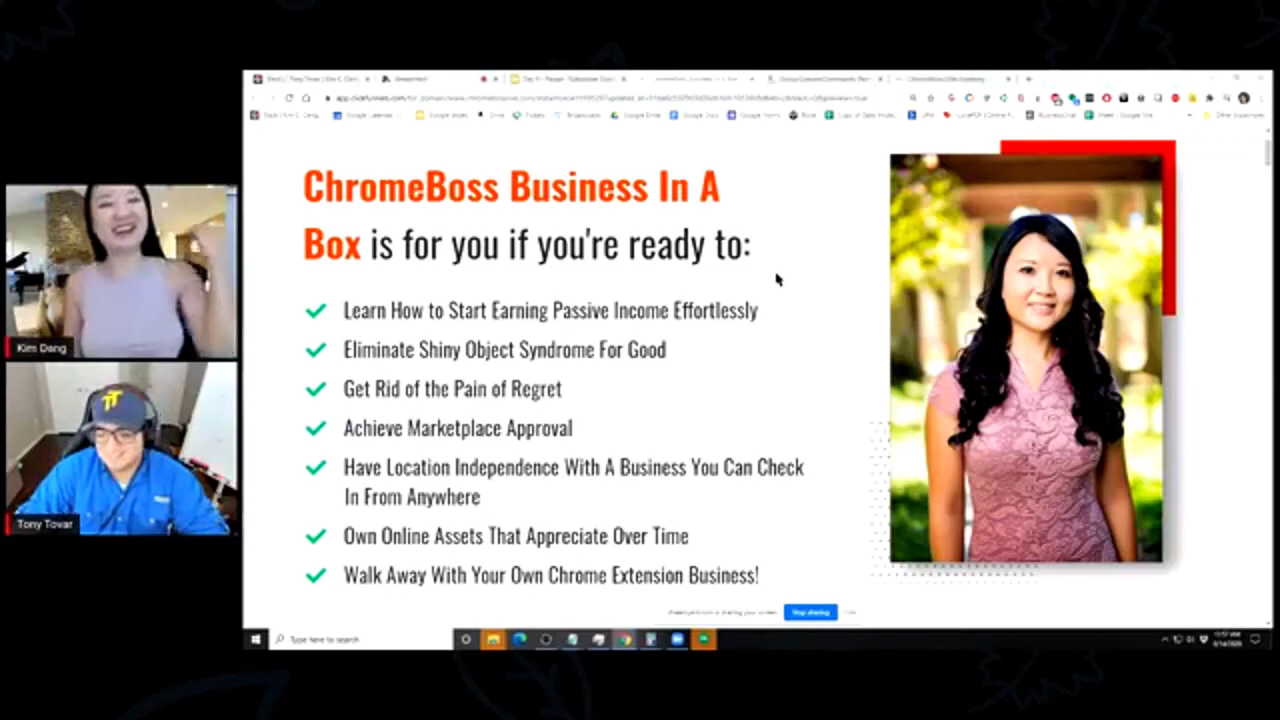 ChromeBoss Business In A
Box is for you if you're ready to:
Learn How to Start Earning Passive Income Effortlessly
Eliminate Shiny Object Syndrome For Good
Get Rid of the Pain of Regret
Achieve Marketplace Approval
Have Location Independence With A Business You Can Check
In From Anywhere
Own Online Assets That Appreciate Over Time
Walk Away With Your Own Chrome Extension Business!
Kim Dang
TT
Tony Tovar
Stop sharing
Type here to search